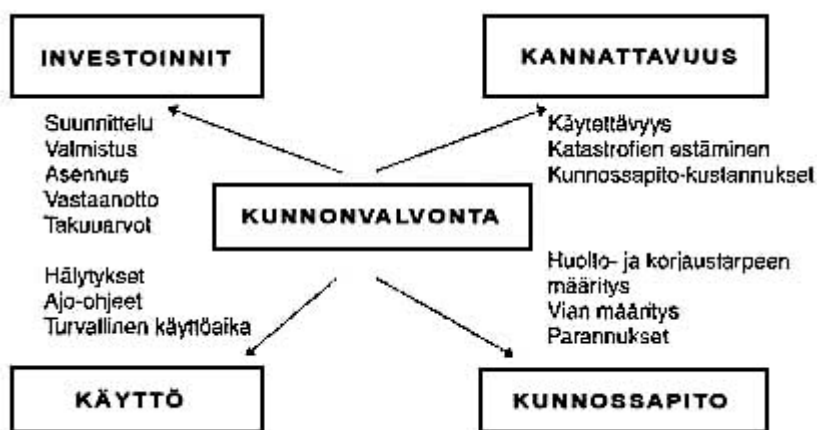 INVESTOINNIT
Suunnittelu
Valmistus
Asennus
Vastaanotto
Takuuarvot
KANNATTAVUUS
Käytettävyys
Katastrofien estäminen
Kunnossapito-kustannukset
KUNNONVALVONTA
Hälytykset
Ajo-ohjeet
Turvallinen käyttöaika
KÄYTTÖ
Huolto- ja korjaustarpeen
määritys
Vian määritys
Parannukset
KUNNOSSAPITO